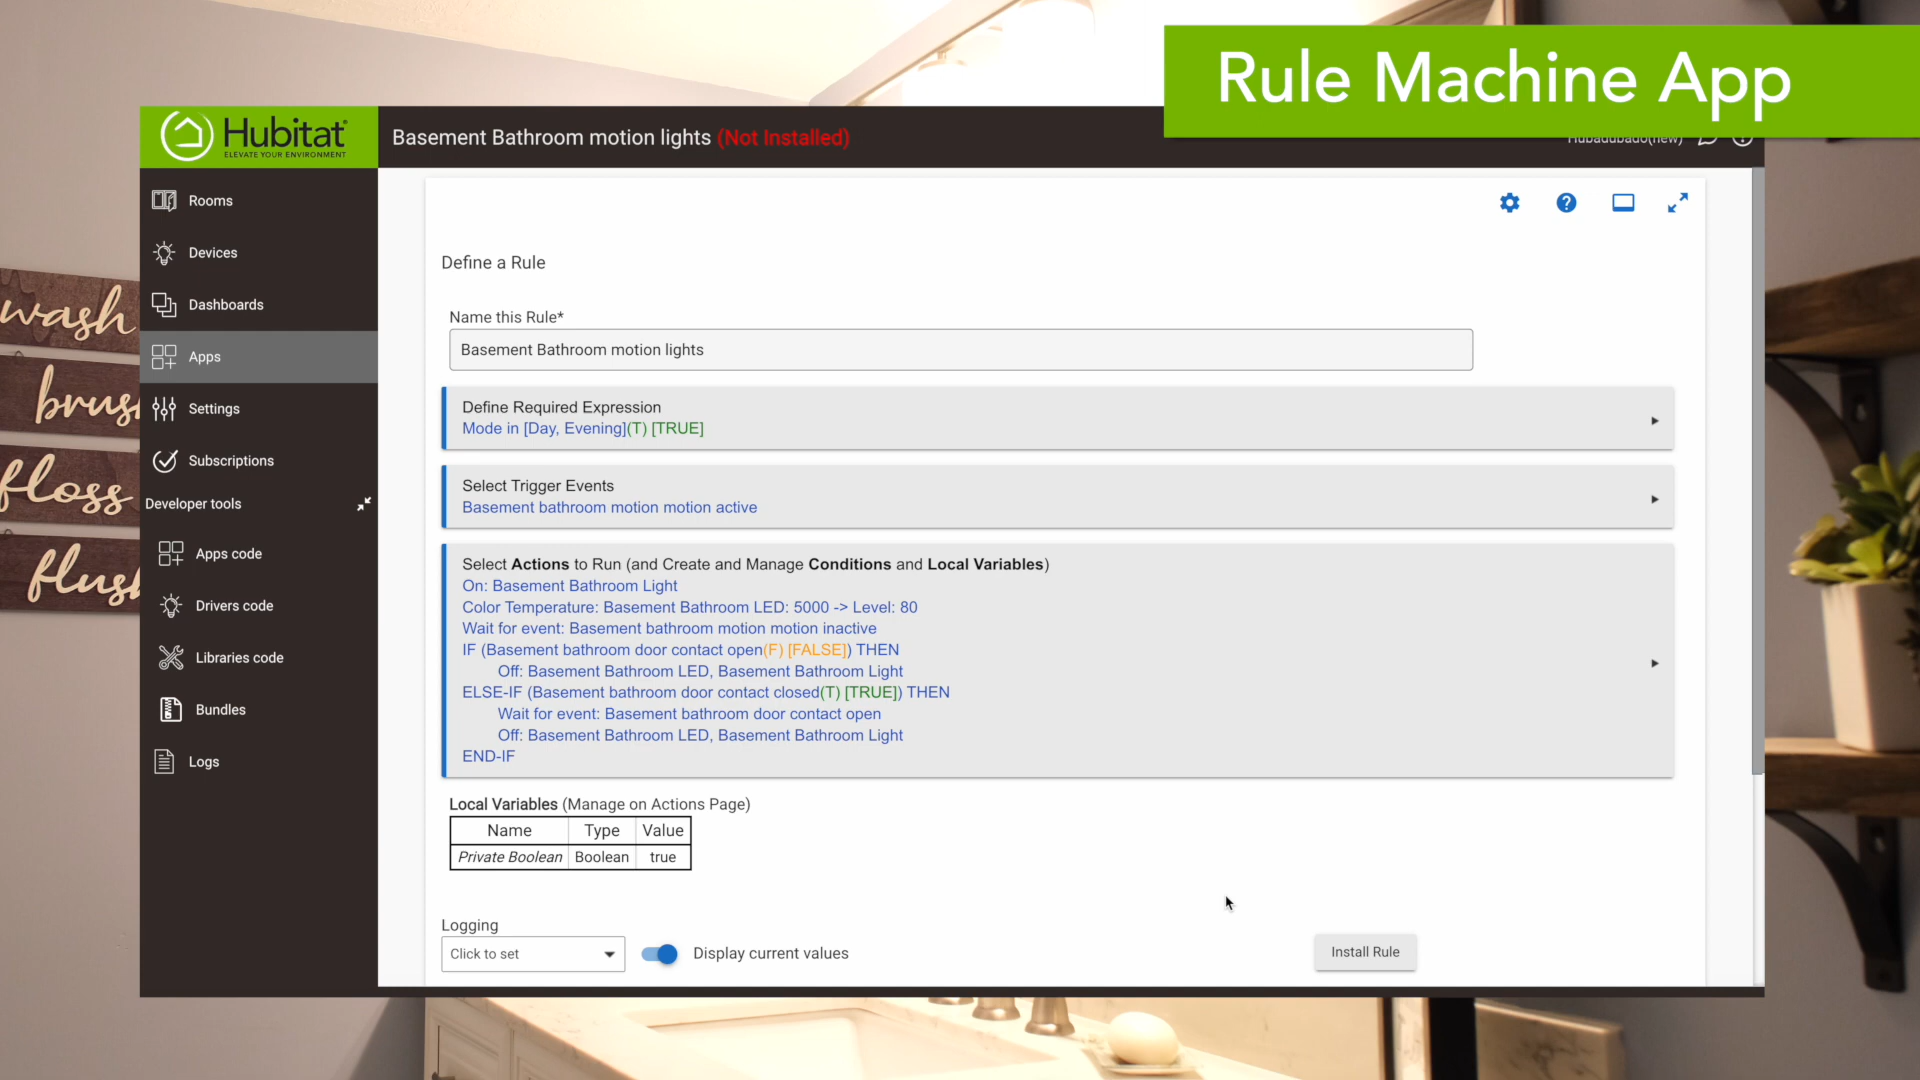 Rule Machine App
Hubitat®
ELEVATE YOUR ENVIRONMENT
Basement Bathroom motion lights (Not Installed)
Hubadubado(new)
Rooms
Devices
Dashboards
Apps
Settings
Subscriptions
Developer tools
Apps code
Drivers code
Libraries code
Bundles
Logs
Define a Rule
Name this Rule*
Basement Bathroom motion lights
Define Required Expression
Mode in [Day, Evening](T) [TRUE]
Select Trigger Events
Basement bathroom motion motion active
Select Actions to Run (and Create and Manage Conditions and Local Variables)
On: Basement Bathroom Light
Color Temperature: Basement Bathroom LED: 5000 -> Level: 80
Wait for event: Basement bathroom motion motion inactive
IF (Basement bathroom door contact open(F) [FALSE]) THEN
Off: Basement Bathroom LED, Basement Bathroom Light
ELSE-IF (Basement bathroom door contact closed(T) [TRUE]) THEN
Wait for event: Basement bathroom door contact open
Off: Basement Bathroom LED, Basement Bathroom Light
END-IF
Local Variables (Manage on Actions Page)
Name Type Value
Private Boolean Boolean true
Logging
Click to set
Display current values
Install Rule
wash
brus
floss
flush